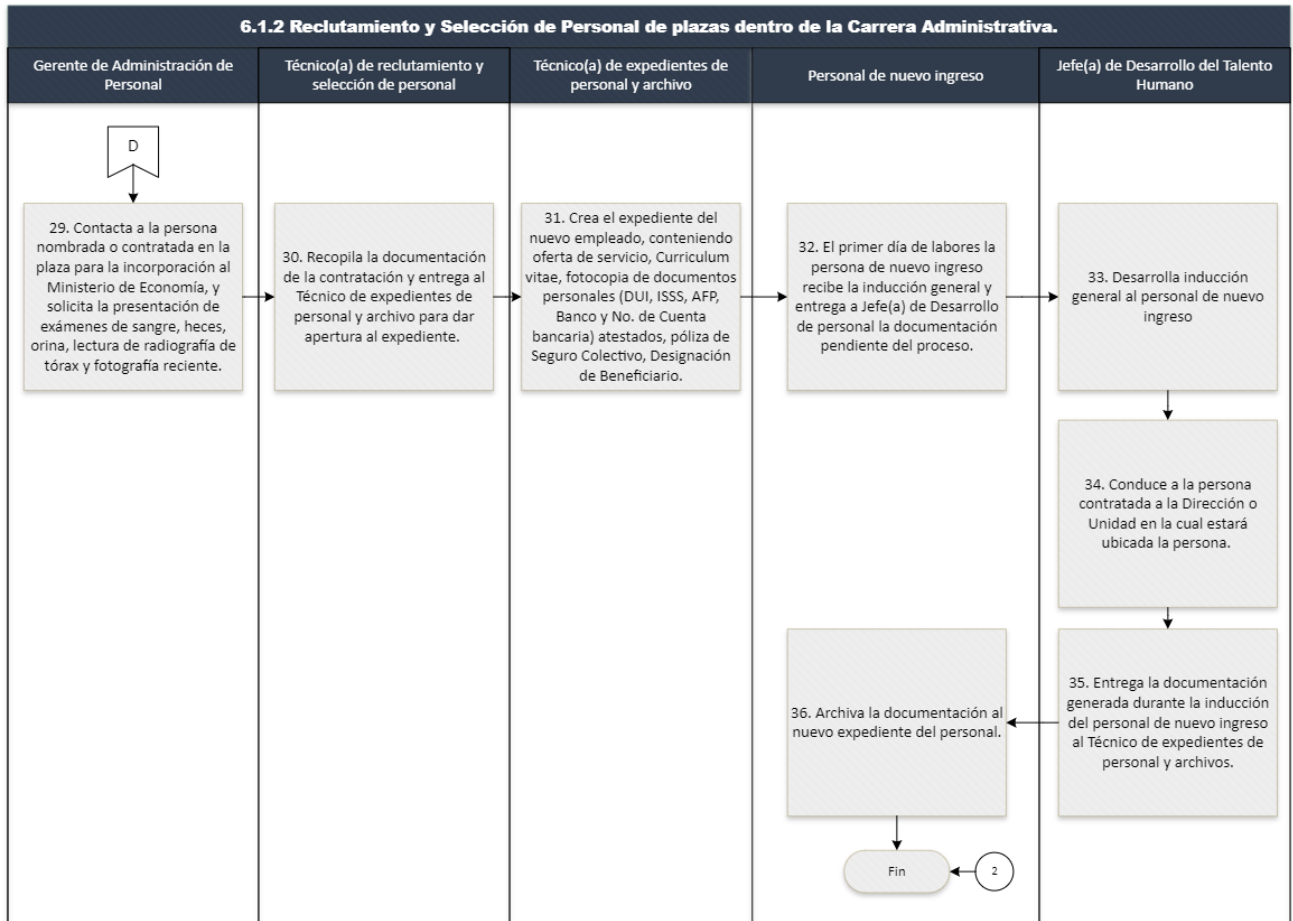 6.1.2 Reclutamiento y Selección de Personal de plazas dentro de la Carrera Administrativa.
Gerente de Administración de
Personal
Técnico(a) de reclutamiento y
selección de personal
Técnico(a) de expedientes de
personal y archivo
Personal de nuevo ingreso
Jefe(a) de Desarrollo del Talento
Humano
D
29. Contacta a la persona
nombrada o contratada en la
plaza para la incorporación al
Ministerio de Economía, y
solicita la presentación de
exámenes de sangre, heces,
orina, lectura de radiografía de
tórax y fotografía reciente.
30. Recopila la documentación
de la contratación y entrega al
Técnico de expedientes de
personal y archivo para dar
apertura al expediente.
31. Crea el expediente del
nuevo empleado, conteniendo
oferta de servicio, Curriculum
vitae, fotocopia de documentos
personales (DUI, ISSS, AFP,
Banco y No. de Cuenta
bancaria) atestados, póliza de
Seguro Colectivo, Designación
de Beneficiario.
32. El primer día de labores la
persona de nuevo ingreso
recibe la inducción general y
entrega a Jefe(a) de Desarrollo
de personal la documentación
pendiente del proceso.
33. Desarrolla inducción
general al personal de nuevo
ingreso
34. Conduce a la persona
contratada a la Dirección o
Unidad en la cual estará
ubicada la persona.
35. Entrega la documentación
generada durante la inducción
del personal de nuevo ingreso
al Técnico de expedientes de
personal y archivos.
36. Archiva la documentación al
nuevo expediente del personal.
Fin
2